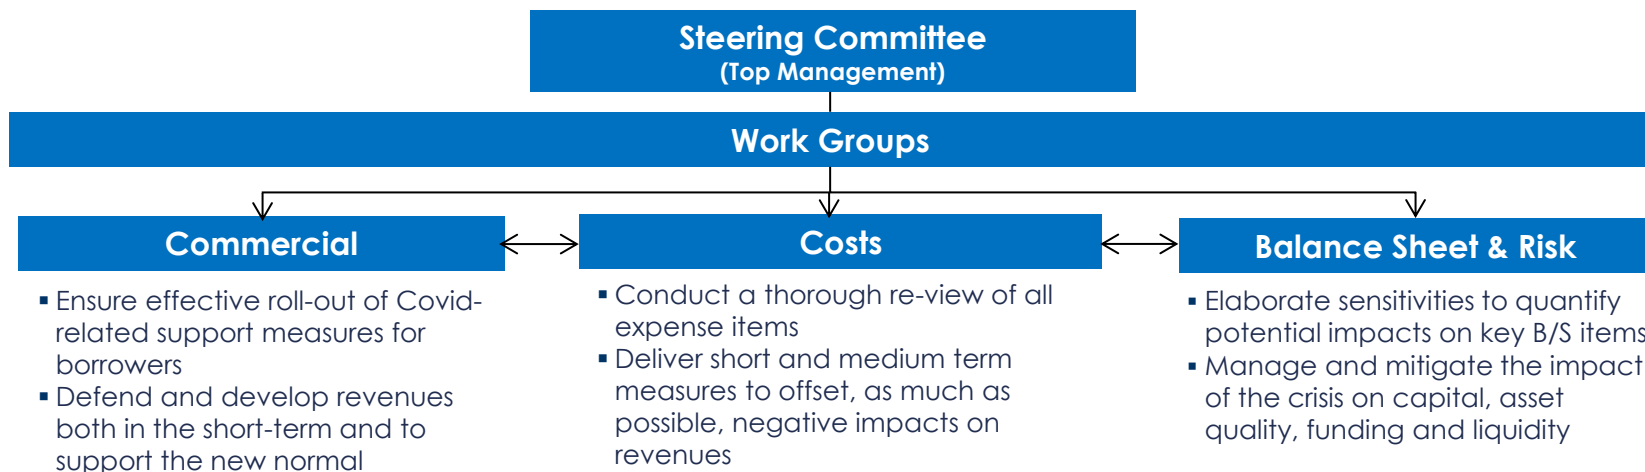 Steering Committee
(Top Management)
Work Groups
Commercial
▪ Ensure effective roll-out of Covid-
related support measures for
borrowers
▪ Defend and develop revenues
both in the short-term and to
support the new normal
Costs
▪ Conduct a thorough re-view of all
expense items
▪ Deliver short and medium term
measures to offset, as much as
possible, negative impacts on
revenues
Balance Sheet & Risk
▪ Elaborate sensitivities to quantify
potential impacts on key B/S items
▪ Manage and mitigate the impact
of the crisis on capital, asset
quality, funding and liquidity